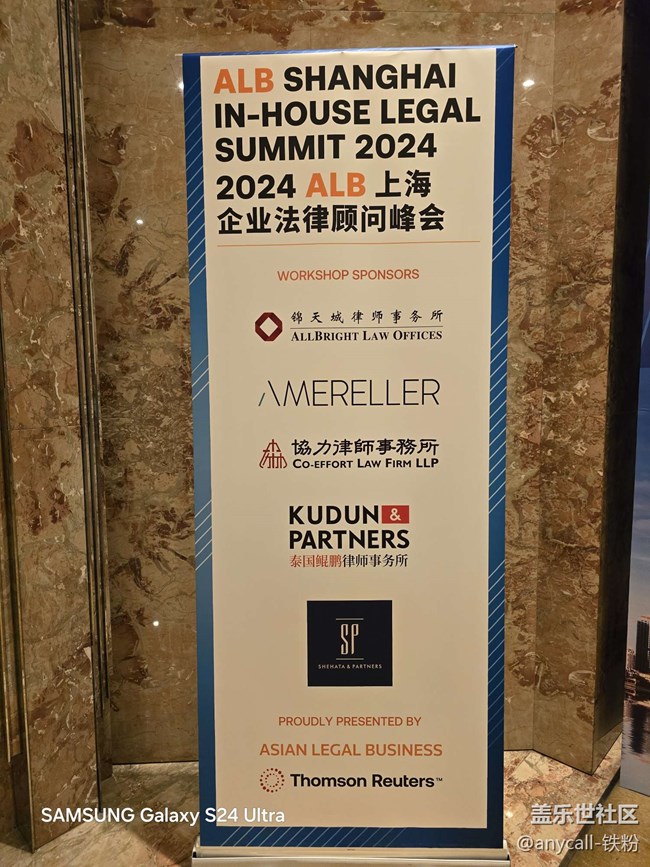 ALB SHANGHAI
IN-HOUSE LEGAL
SUMMIT 2024
2024 ALB 上海
企业法律顾问峰会
WORKSHOP SPONSORS
锦天城律师事务所
ALLBRIGHT LAW OFFICES
AMERELLER
協力律師事務所
CO-EFFORT LAW FIRM LLP
KUDUN &
PARTNERS
泰国鲲鹏律师事务所
SP
SHEHATA & PARTNERS
PROUDLY PRESENTED BY
ASIAN LEGAL BUSINESS
Thomson Reuters™
SAMSUNG Galaxy S24 Ultra
盖乐世社区
@anycall-铁粉